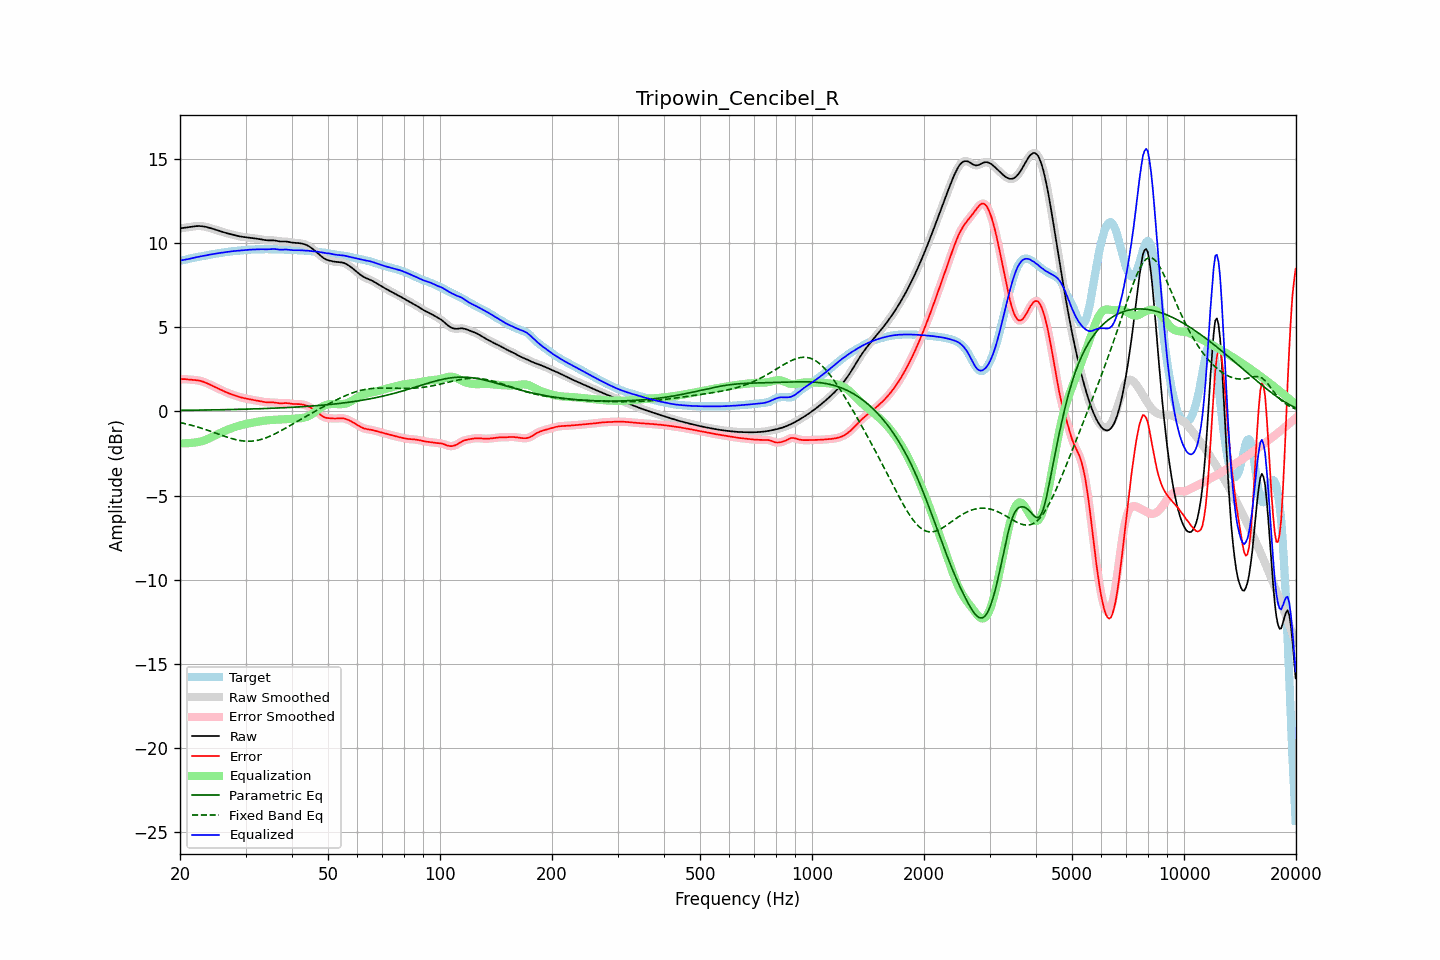 Tripowin_Cencibel_R
15
10
5
0
−5
−10
−15
−20
−25
Amplitude (dBr)
Target
Raw Smoothed
Error Smoothed
Raw
Error
Equalization
Parametric Eq
Fixed Band Eq
Equalized
20 50 100 200 500 1000 2000 5000 10000 20000
Frequency (Hz)